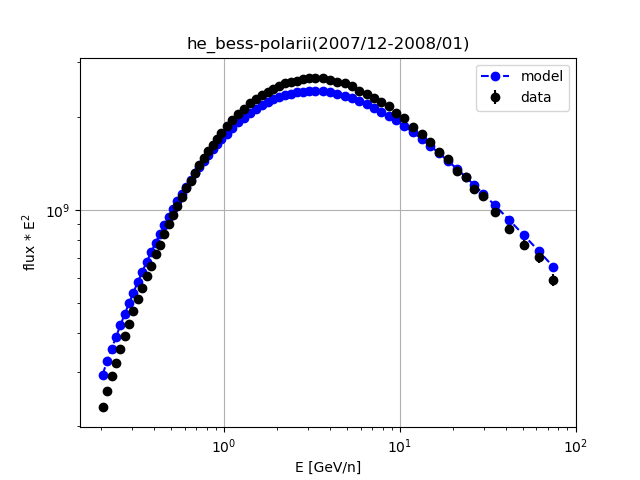 he_bess-polarii(2007/12-2008/01)
model
data
flux * E²
10⁹
10⁰
10¹
10²
E [GeV/n]